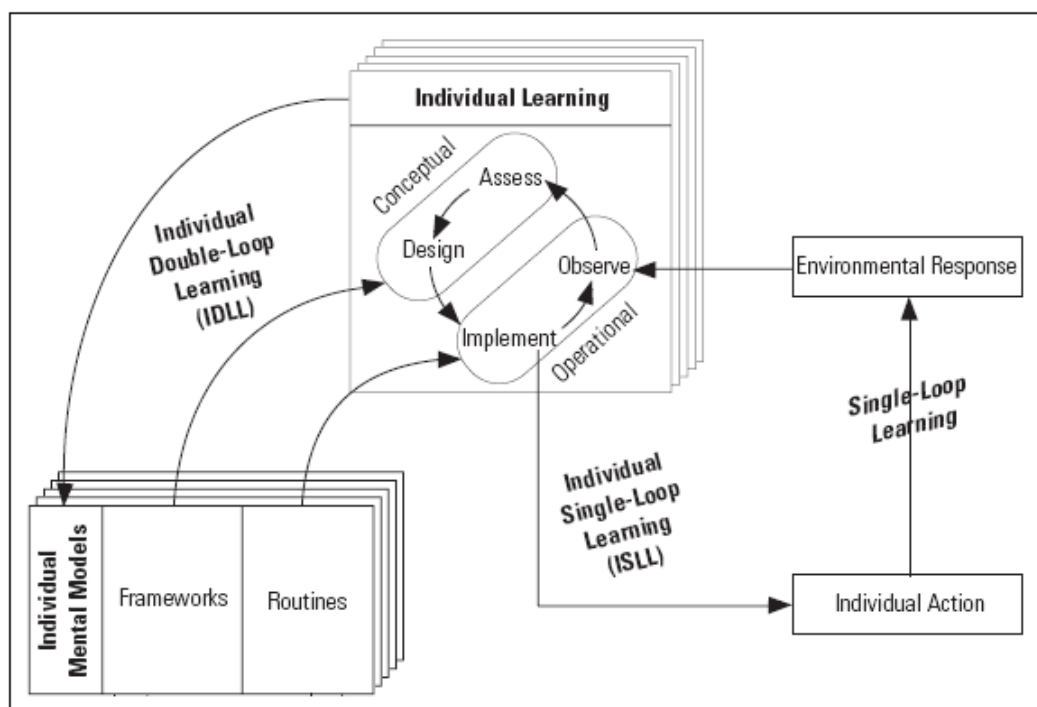 Individual Learning
Conceptual
Assess
Design
Observe
Implement
Operational
Individual
Double-Loop
Learning
(IDLL)
Environmental Response
Single-Loop
Learning
Individual
Single-Loop
Learning
(ISLL)
Individual Action
Individual
Mental Models
Frameworks
Routines